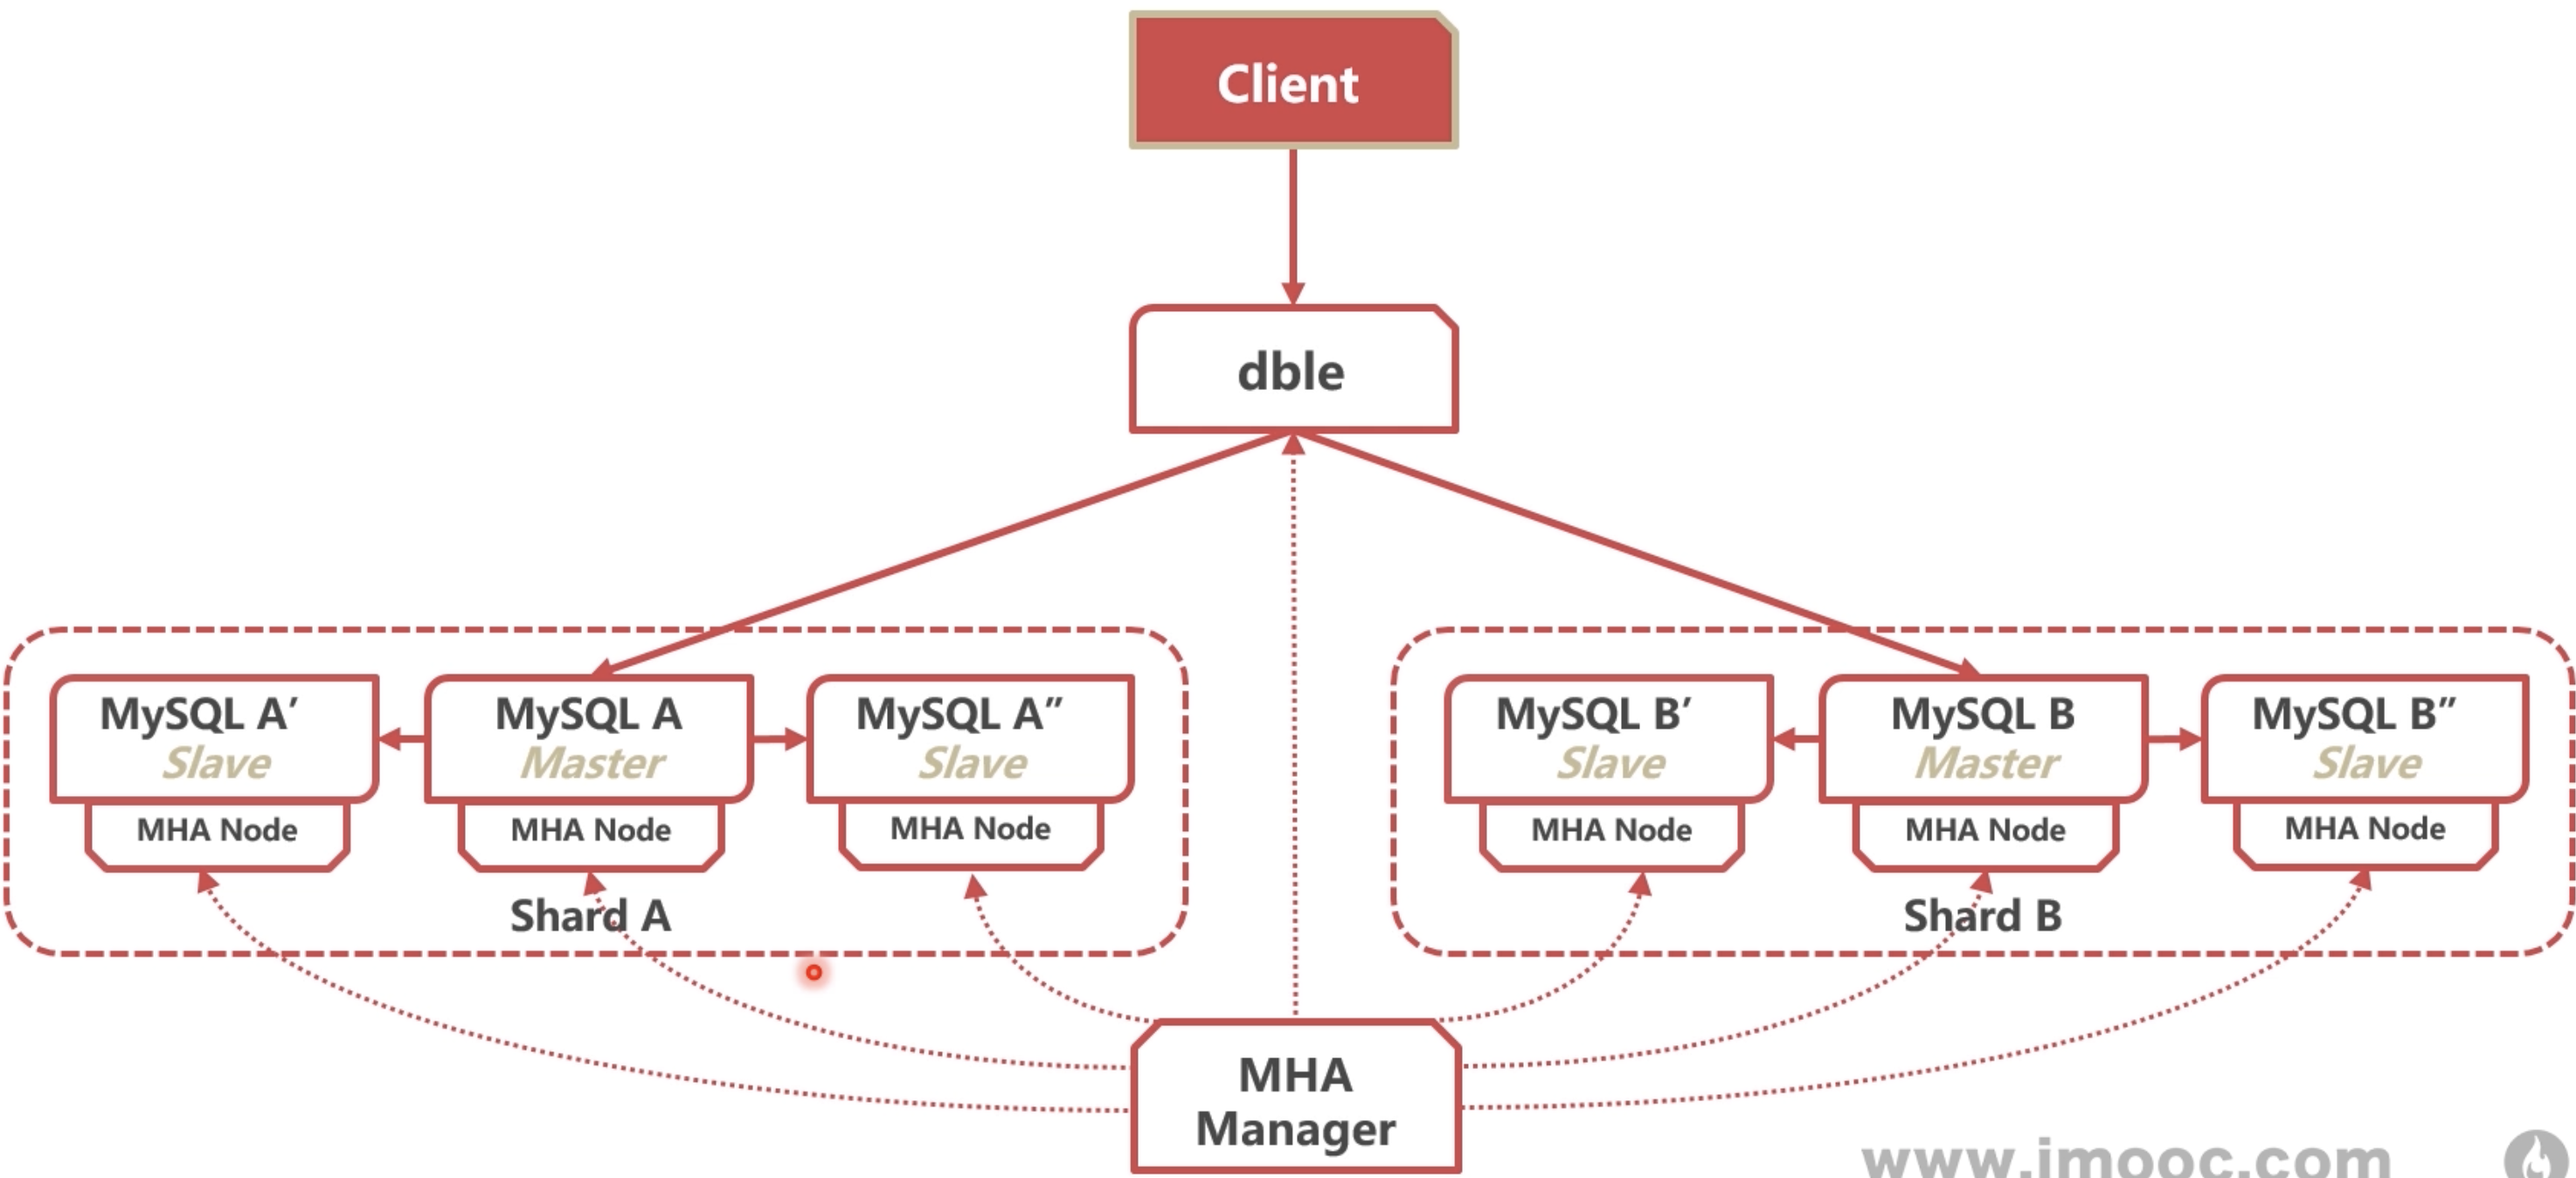 Client
dble
MySQL A’
Slave
MHA Node
MySQL A
Master
MHA Node
MySQL A”
Slave
MHA Node
Shard A
MySQL B’
Slave
MHA Node
MySQL B
Master
MHA Node
MySQL B”
Slave
MHA Node
Shard B
MHA
Manager
www.imooc.com